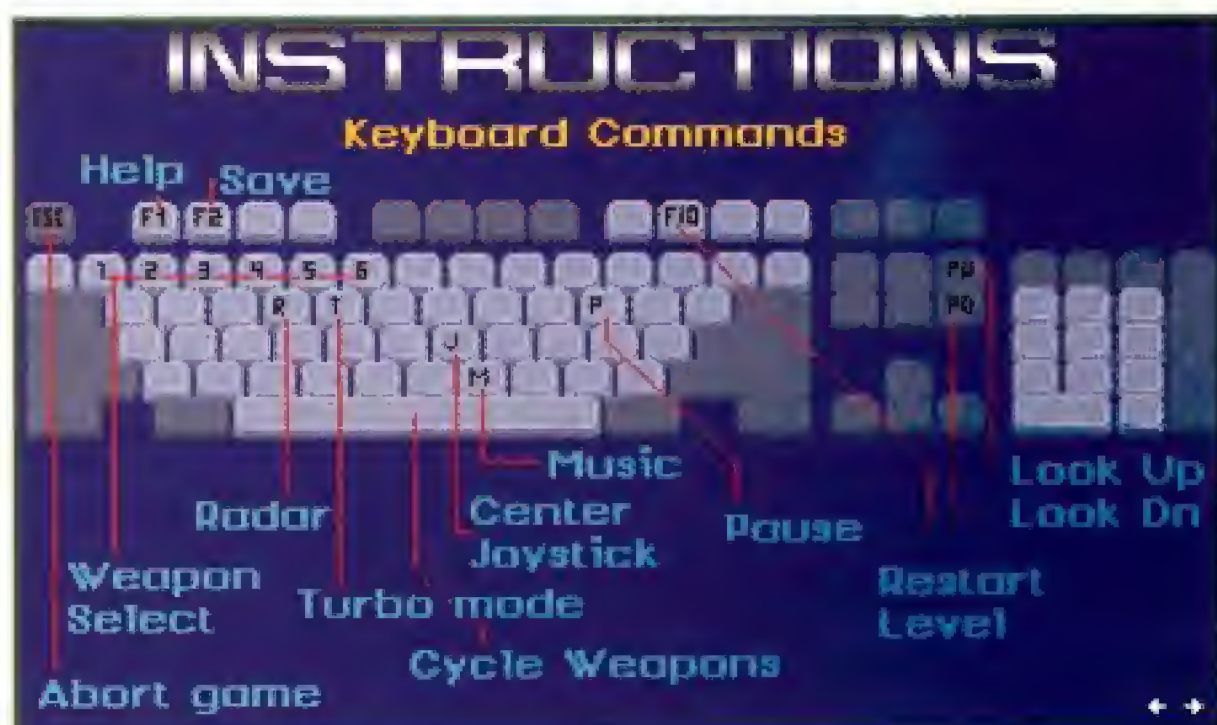 INSTRUCTIONS
Keyboard Commands
Help Save
ESC F1 F2 F10
1 2 3 4 5 6 PU
R T P PD
J
M
Music
Look Up
Radar Center Pause Look Dn
Joystick
Weapon Select
Turbo mode
Restart Level
Cycle Weapons
Abort game